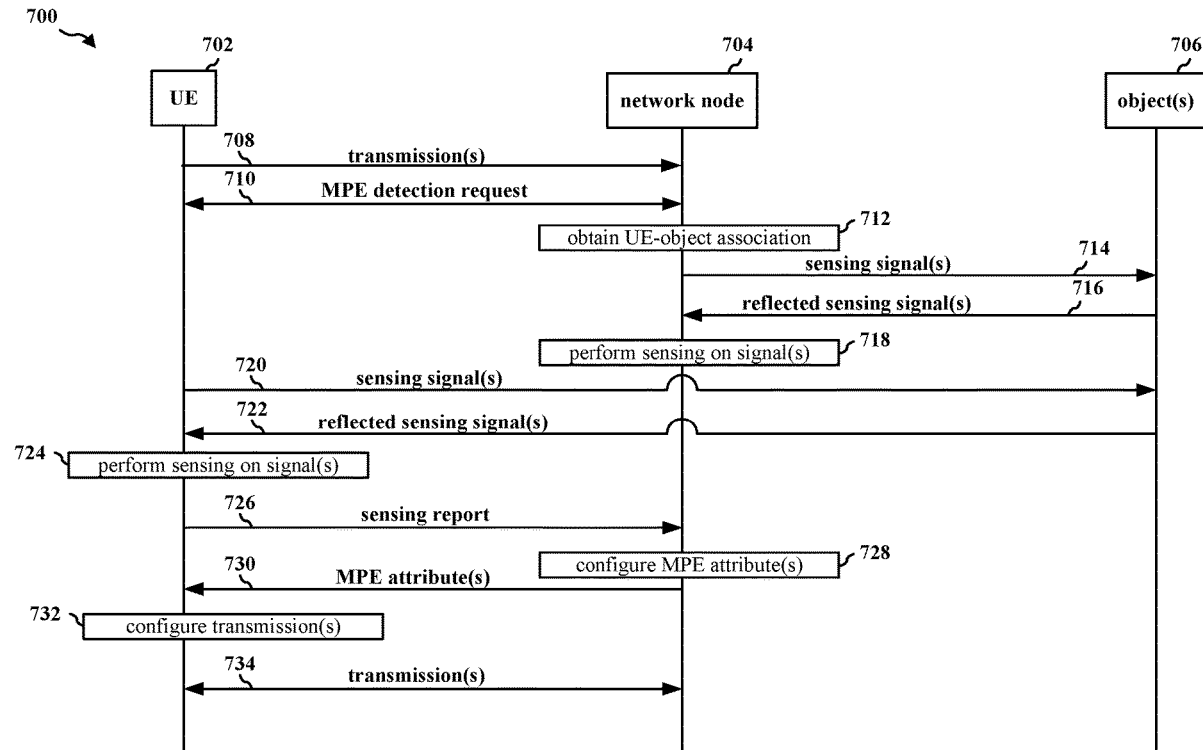 700
702
704
706
UE
network node
object(s)
708
transmission(s)
710
MPE detection request
712
obtain UE-object association
714
sensing signal(s)
716
reflected sensing signal(s)
718
perform sensing on signal(s)
720
sensing signal(s)
722
reflected sensing signal(s)
724
perform sensing on signal(s)
726
sensing report
728
configure MPE attribute(s)
730
MPE attribute(s)
732
configure transmission(s)
734
transmission(s)